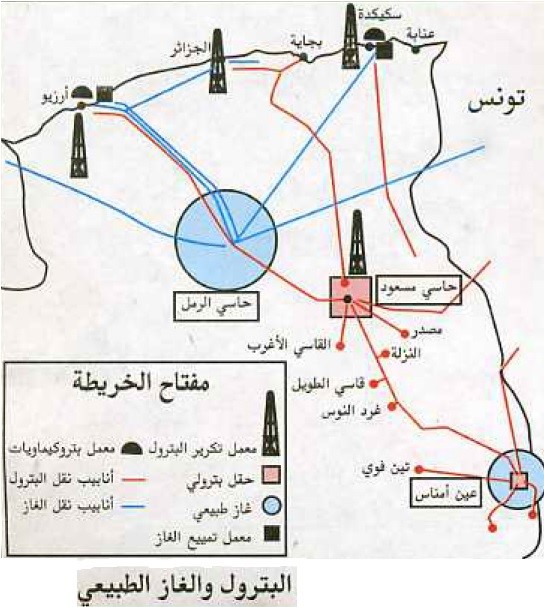 سكيكدة
عنابة
بجاية
الجزائر
أرزيو
تونس
حاسي مسعود
حاسي الرمل
مصدر
القاسي الأغرب
النزلة
قاسي الطويل
غرد النوس
تين فوي
عين أمناس
مفتاح الخريطة
معمل تكرير البترول
معمل بتروكيماويات
حقل بترولي
أنابيب نقل البترول
غاز طبيعي
أنابيب نقل الغاز
معمل تمييع الغاز
البترول والغاز الطبيعي